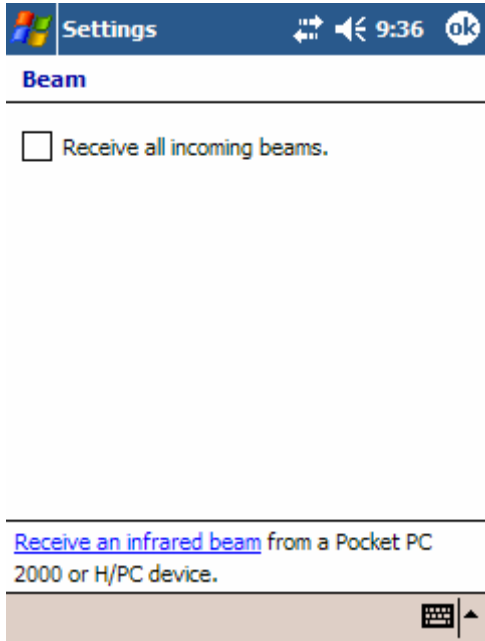 Settings 9:36 ok
Beam
Receive all incoming beams.
Receive an infrared beam from a Pocket PC
2000 or H/PC device.